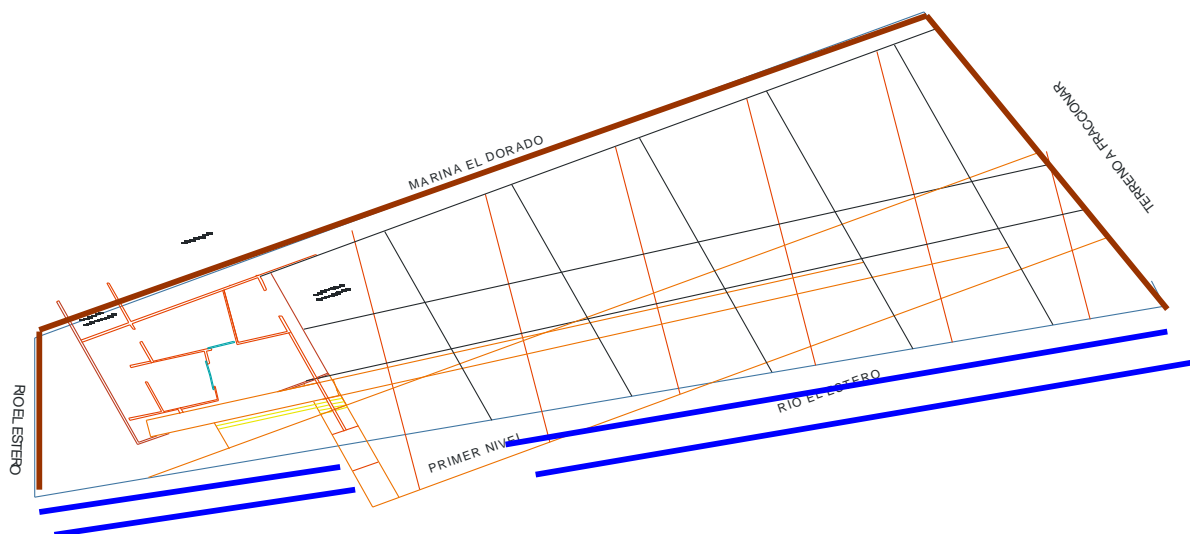 MARINA EL DORADO
TERRENO A FRACCIONAR
RIO EL ESTERO
RIO EL ESTERO
PRIMER NIVEL